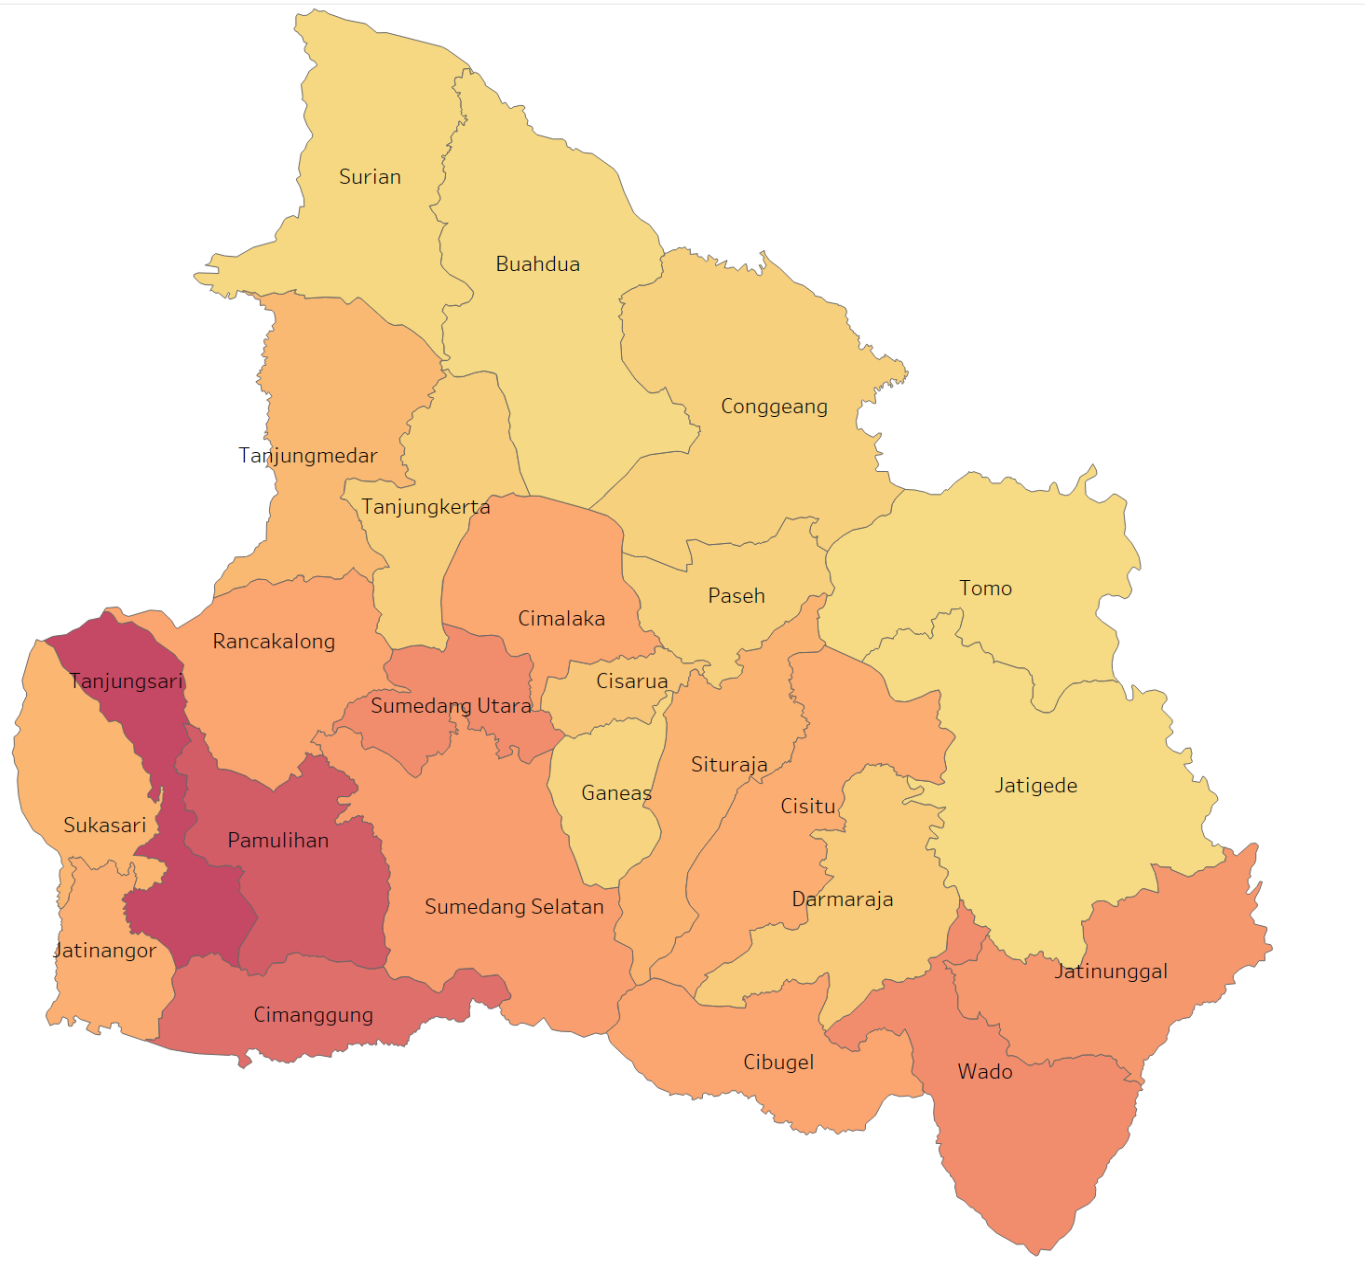 Surian
Buahdua
Conggeang
Tanjungmedar
Tanjungkerta
Tomo
Paseh
Cimalaka
Rancakalong
Tanjungsari
Cisarua
Sumedang Utara
Situraja
Jatigede
Ganeas
Cisitu
Sukasari
Pamulihan
Darmaraja
Sumedang Selatan
Jatinangor
Jatinunggal
Cimanggung
Cibugel
Wado